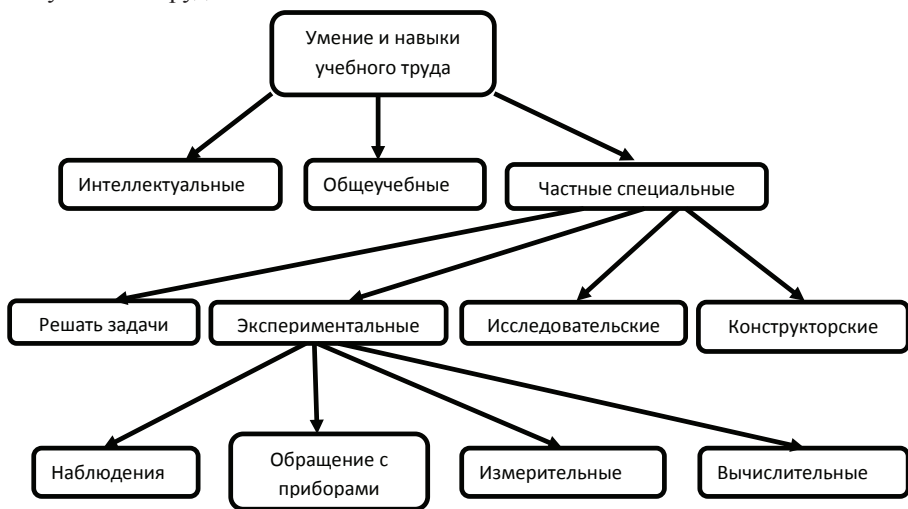 Умение и навыки
учебного труда
Интеллектуальные
Общеучебные
Частные специальные
Решать задачи
Экспериментальные
Исследовательские
Конструкторские
Наблюдения
Обращение с
приборами
Измерительные
Вычислительные